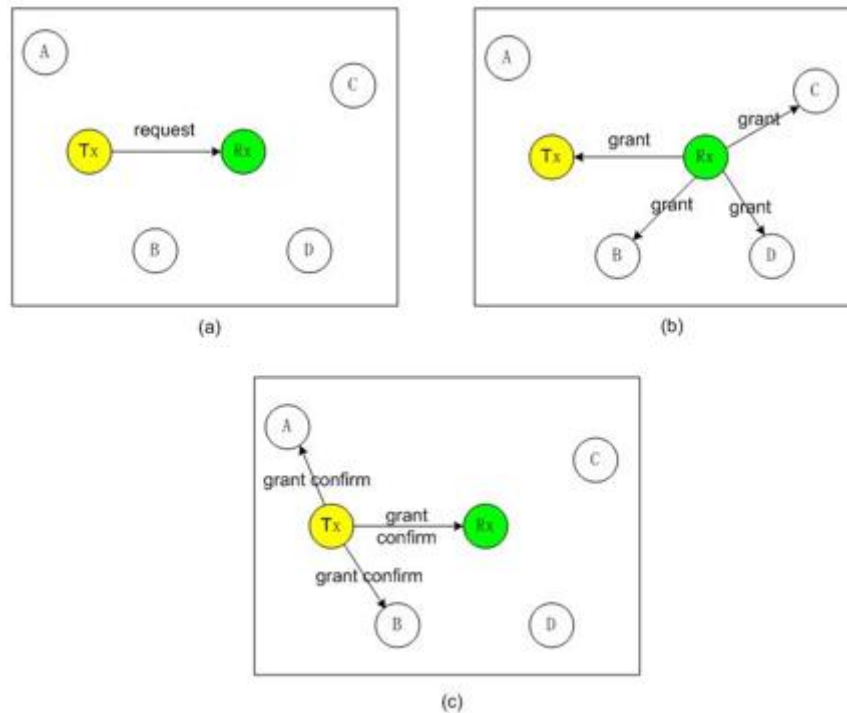 A
C
request
Tx
Rx
B
D
(a)
A
C
grant
grant
Tx
Rx
grant
grant
B
D
(b)
A
C
grant confirm
Tx
grant
confirm
Rx
grant confirm
B
D
(c)